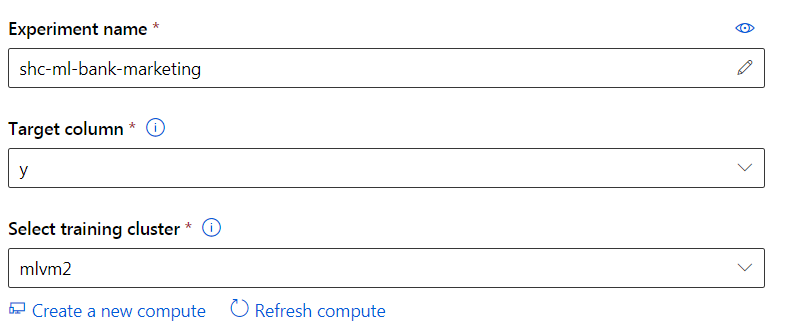 Experiment name *
shc-ml-bank-marketing
Target column *
y
Select training cluster *
mlvm2
Create a new compute Refresh compute